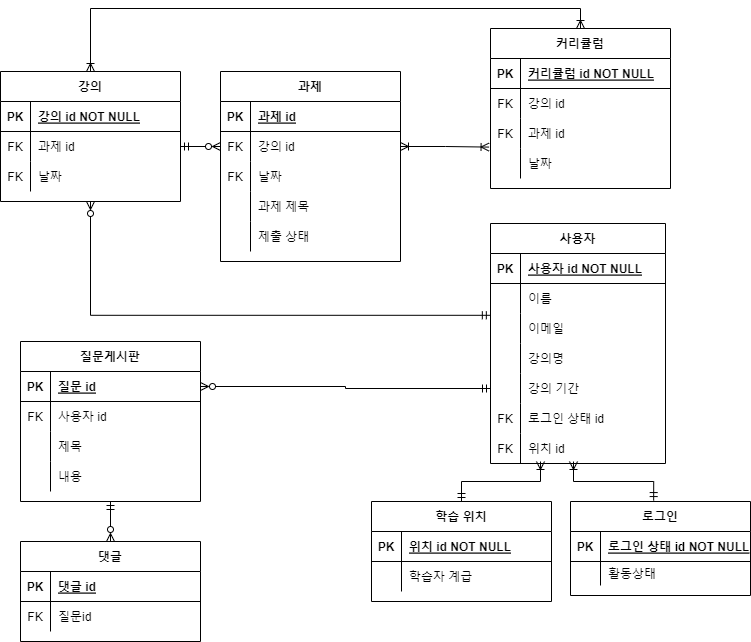 커리큘럼
PK 커리큘럼 id NOT NULL
FK 강의 id
FK 과제 id
날짜
강의
PK 강의 id NOT NULL
FK 과제 id
FK 날짜
과제
PK 과제 id
FK 강의 id
FK 날짜
과제 제목
제출 상태
사용자
PK 사용자 id NOT NULL
이름
이메일
강의명
강의 기간
FK 로그인 상태 id
FK 위치 id
질문게시판
PK 질문 id
FK 사용자 id
제목
내용
학습 위치
PK 위치 id NOT NULL
학습자 계급
로그인
PK 로그인 상태 id NOT NULL
활동상태
댓글
PK 댓글 id
FK 질문id